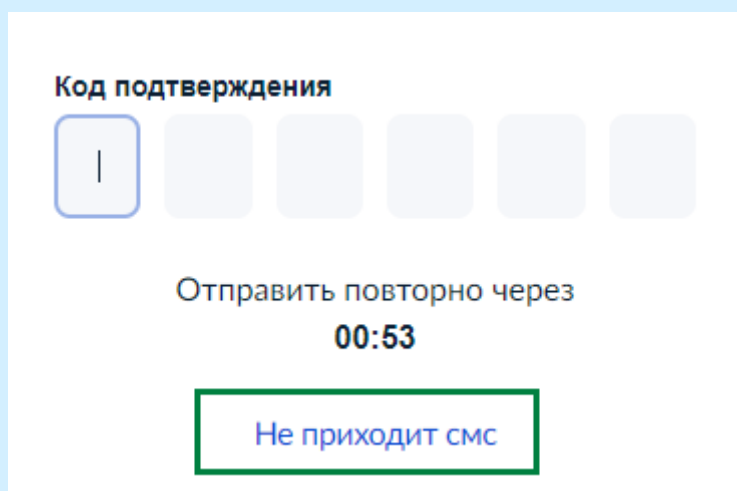 Код подтверждения
Отправить повторно через
00:53
Не приходит смс